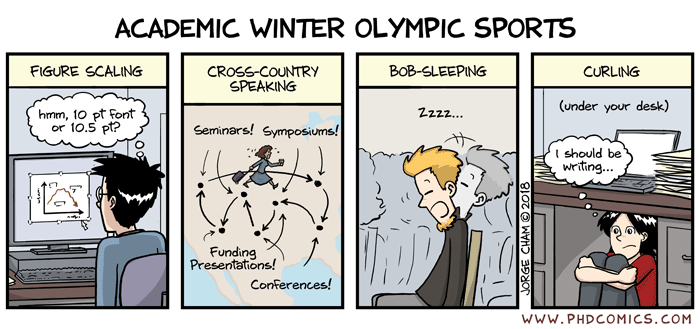 ACADEMIC WINTER OLYMPIC SPORTS
FIGURE SCALING
hmm, 10 pt font
or 10.5 pt?
CROSS-COUNTRY
SPEAKING
Seminars! Symposiums!
Funding
Presentations!
Conferences!
BOB-SLEEPING
Zzzz...
CURLING
(under your desk)
I should be
writing...
JORGE CHAM © 2018
WWW.PHDCOMICS.COM